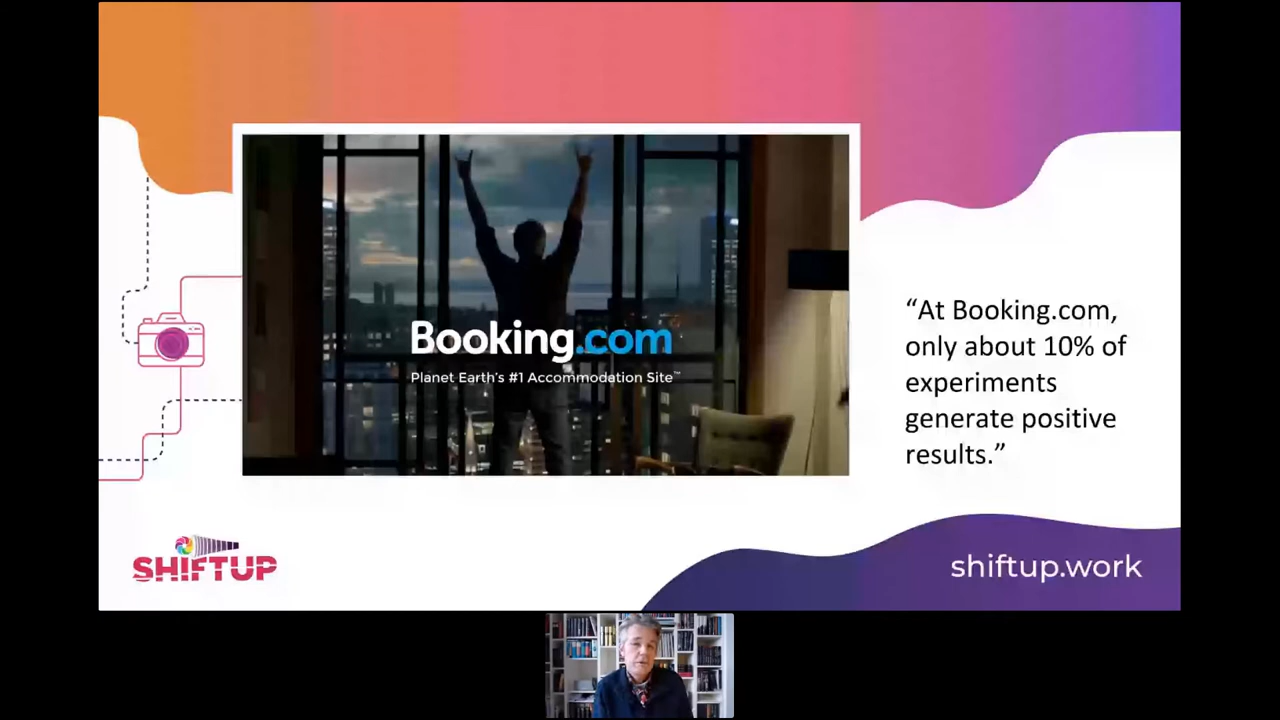 Booking.com
Planet Earth's #1 Accommodation Site™
“At Booking.com,
only about 10% of
experiments
generate positive
results.”
SHIFTUP
shiftup.work